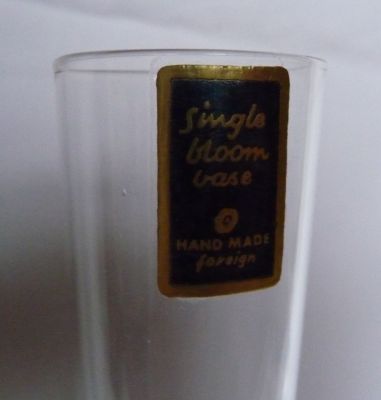 single
bloom
vase
HAND MADE
foreign